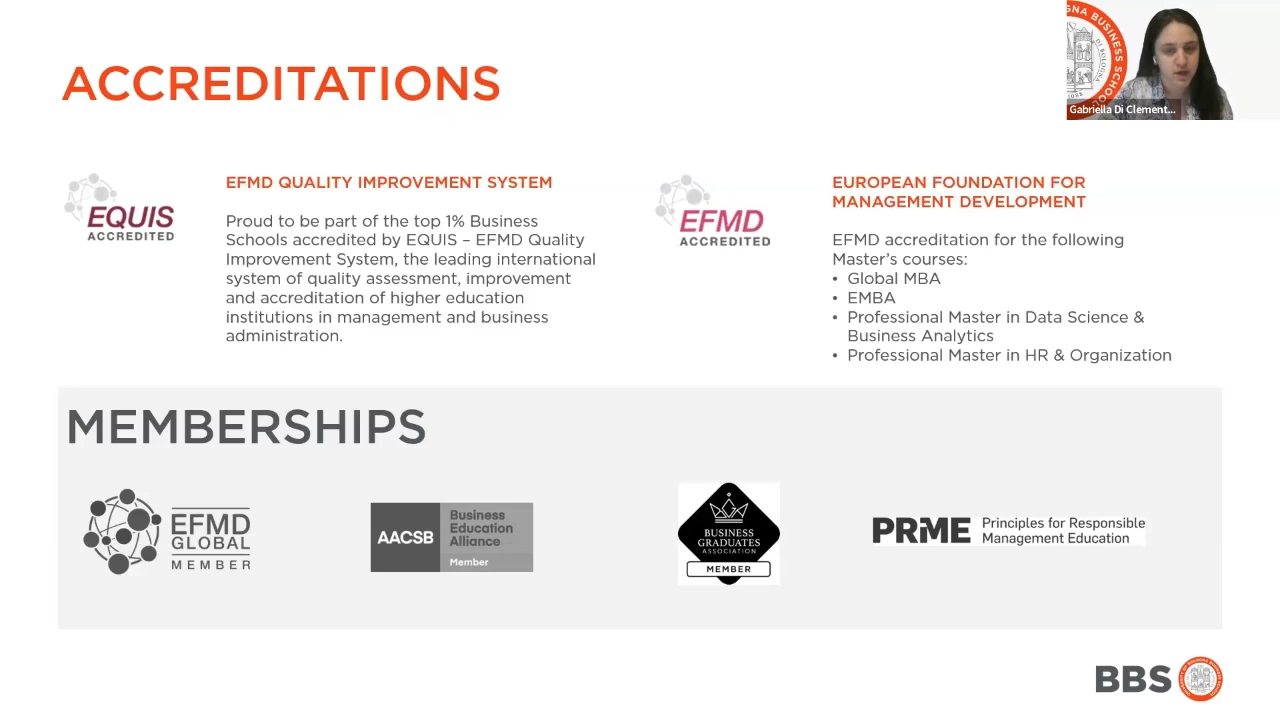 ACCREDITATIONS
GNA BUSINESS SCHOOL
DI BOLOGNA
Gabriella Di Clement...
EQUIS
ACCREDITED
EFMD QUALITY IMPROVEMENT SYSTEM
Proud to be part of the top 1% Business
Schools accredited by EQUIS – EFMD Quality
Improvement System, the leading international
system of quality assessment, improvement
and accreditation of higher education
institutions in management and business
administration.
EFMD
ACCREDITED
EUROPEAN FOUNDATION FOR
MANAGEMENT DEVELOPMENT
EFMD accreditation for the following
Master's courses:
• Global MBA
• EMBA
• Professional Master in Data Science &
Business Analytics
• Professional Master in HR & Organization
MEMBERSHIPS
EFMD
GLOBAL
MEMBER
AACSB
Business
Education
Alliance
Member
BUSINESS
GRADUATES
ASSOCIATION
MEMBER
PRME
Principles for Responsible
Management Education
BBS